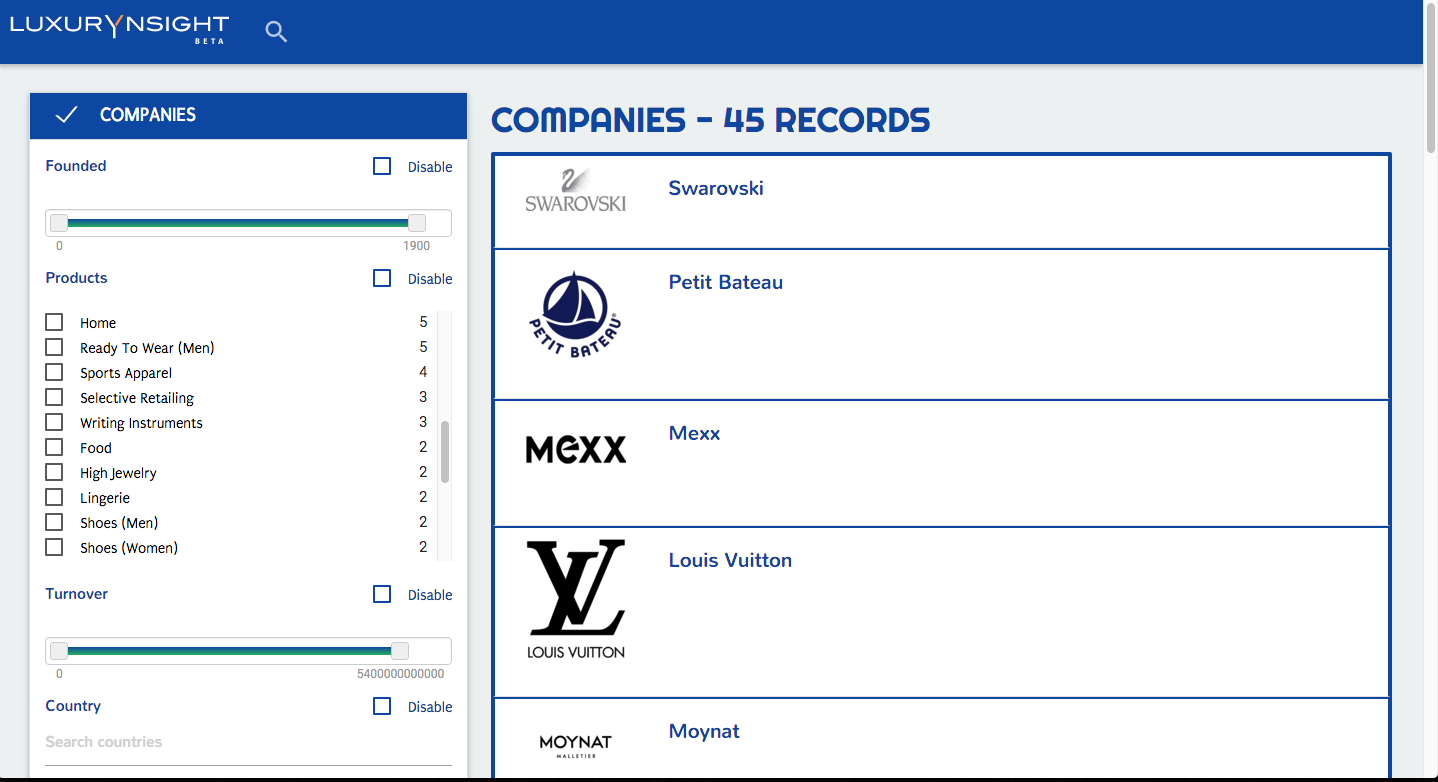 LUXURYNSIGHT
BETA
COMPANIES
Founded
Disable
0
1900
Products
Disable
Home 5
Ready To Wear (Men) 5
Sports Apparel 4
Selective Retailing 3
Writing Instruments 3
Food 2
High Jewelry 2
Lingerie 2
Shoes (Men) 2
Shoes (Women) 2
Turnover
Disable
0
5400000000000
Country
Disable
Search countries
COMPANIES - 45 RECORDS
SWAROVSKI
Swarovski
PETIT BATEAU®
Petit Bateau
Mexx
Mexx
LV
LOUIS VUITTON
Louis Vuitton
MOYNAT
MALLETIER
Moynat